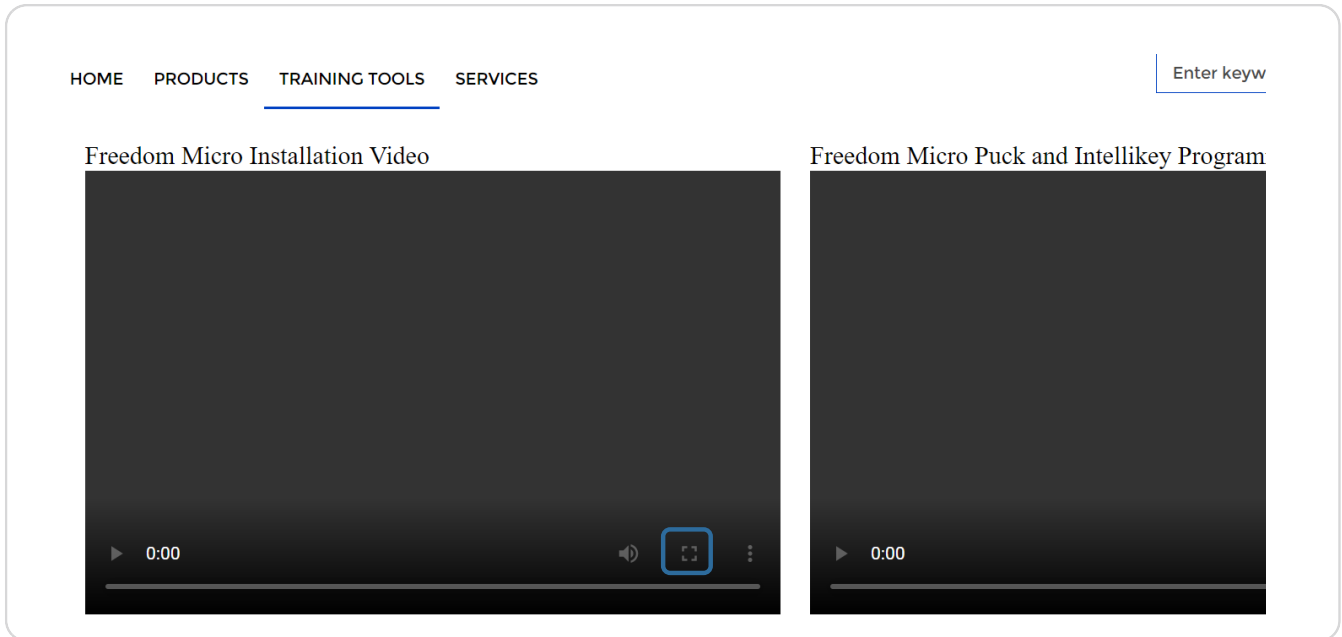 HOME PRODUCTS TRAINING TOOLS SERVICES
Enter keyw
Freedom Micro Installation Video
Freedom Micro Puck and Intellikey Program
0:00
0:00